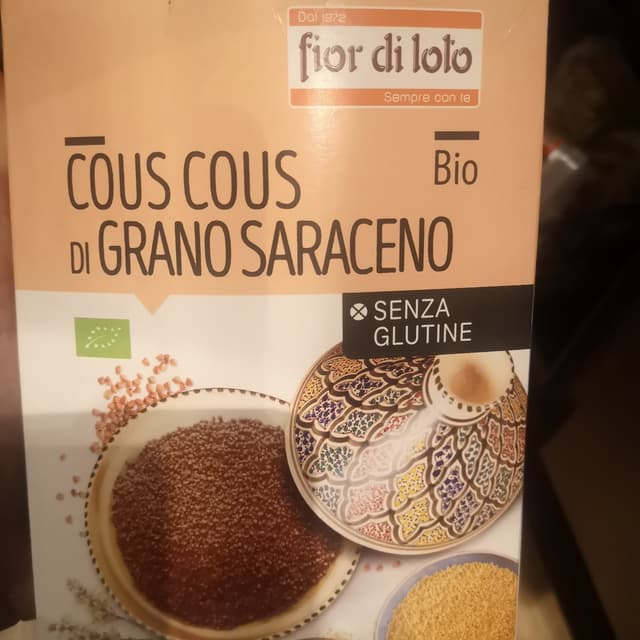 Dal 1972
fior di loto
Sempre con te
COUS COUS
Bio
DI GRANO SARACENO
SENZA
GLUTINE